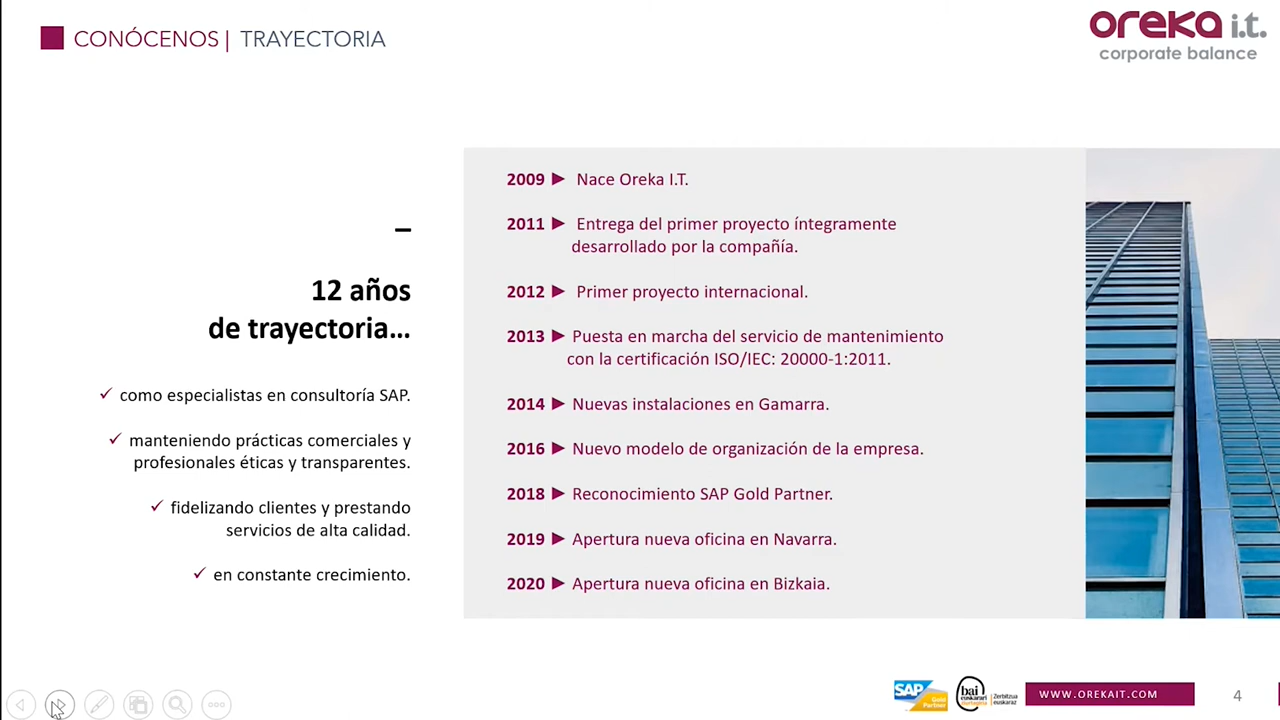 CONÓCENOS | TRAYECTORIA
oreka i.t.
corporate balance
–
12 años
de trayectoria...
✓ como especialistas en consultoría SAP.
✓ manteniendo prácticas comerciales y
profesionales éticas y transparentes.
✓ fidelizando clientes y prestando
servicios de alta calidad.
✓ en constante crecimiento.
2009 ► Nace Oreka I.T.
2011 ► Entrega del primer proyecto íntegramente
desarrollado por la compañía.
2012 ► Primer proyecto internacional.
2013 ► Puesta en marcha del servicio de mantenimiento
con la certificación ISO/IEC: 20000-1:2011.
2014 ► Nuevas instalaciones en Gamarra.
2016 ► Nuevo modelo de organización de la empresa.
2018 ► Reconocimiento SAP Gold Partner.
2019 ► Apertura nueva oficina en Navarra.
2020 ► Apertura nueva oficina en Bizkaia.
SAP
Gold
Partner
bai
euskarari
Zerbitzua
euskaraz
WWW.OREKAIT.COM
4